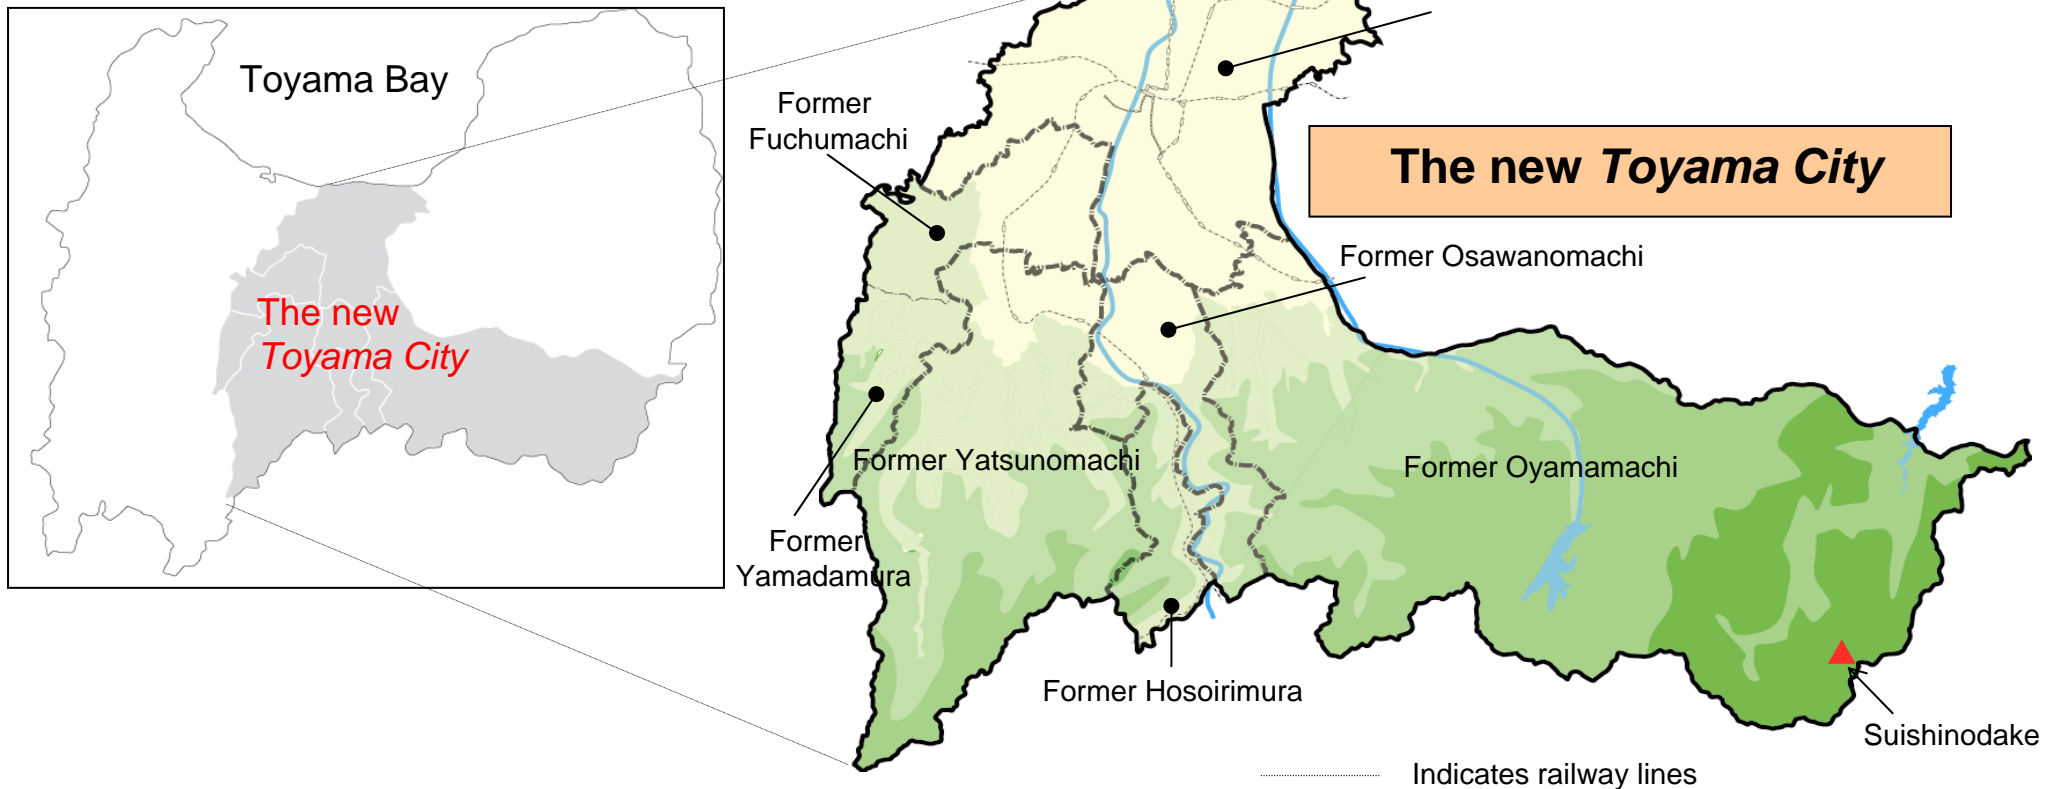 Toyama Bay
The new
Toyama City
Former
Fuchumachi
The new Toyama City
Former Osawanomachi
Former Yatsunomachi
Former Oyamamachi
Former
Yamadamura
Former Hosoirimura
Suishinodake
Indicates railway lines